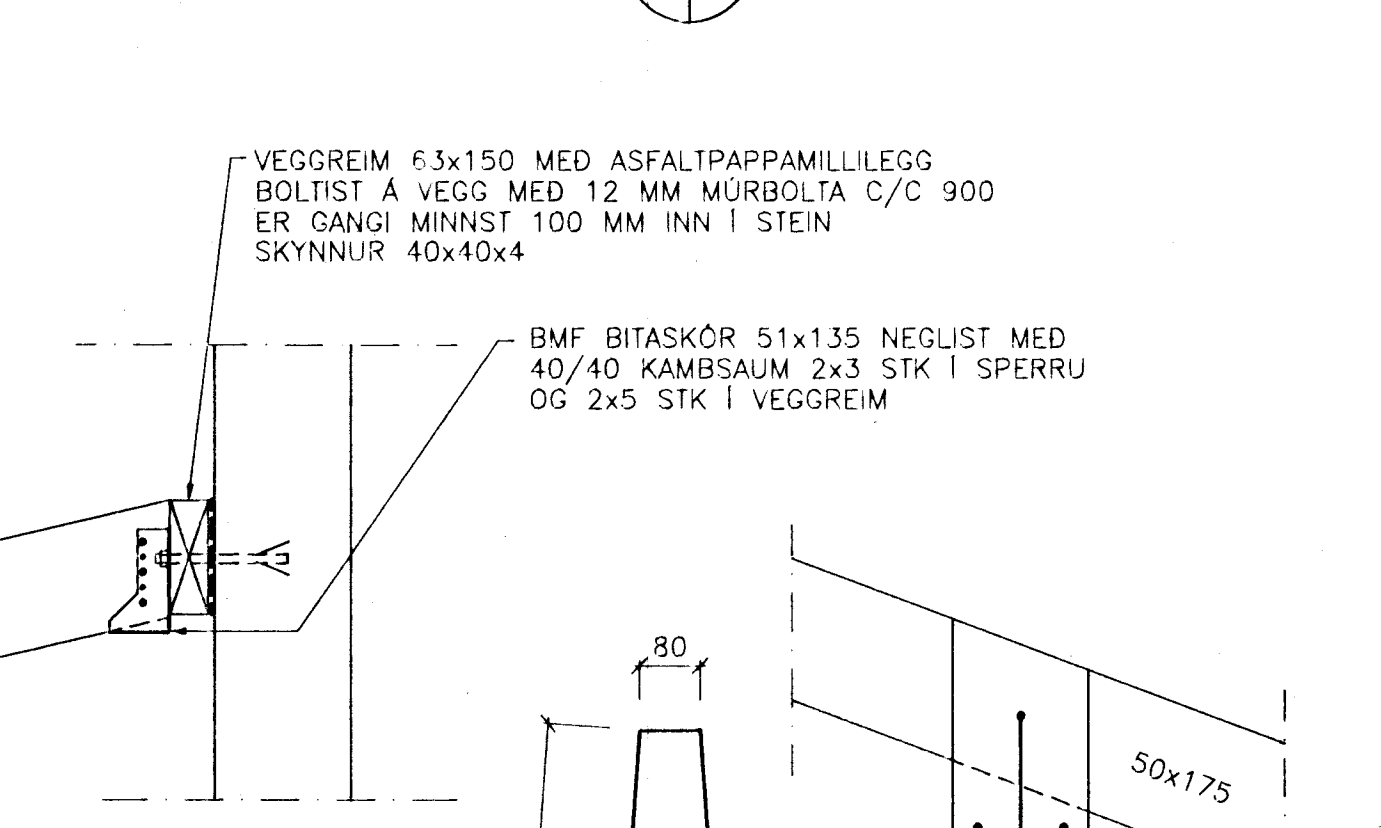 VEGGREIM 63x150 MEÐ ASFALTPAPPAMILLILEGG
BOLTIST Á VEGG MEÐ 12 MM MÚRBOLTA C/C 900
ER GANGI MINNST 100 MM INN Í STEIN
SKYNNUR 40x40x4
BMF BITASKÓR 51x135 NEGLIST MEÐ
40/40 KAMBSAUM 2x3 STK Í SPERRU
OG 2x5 STK Í VEGGREIM
80
50x175